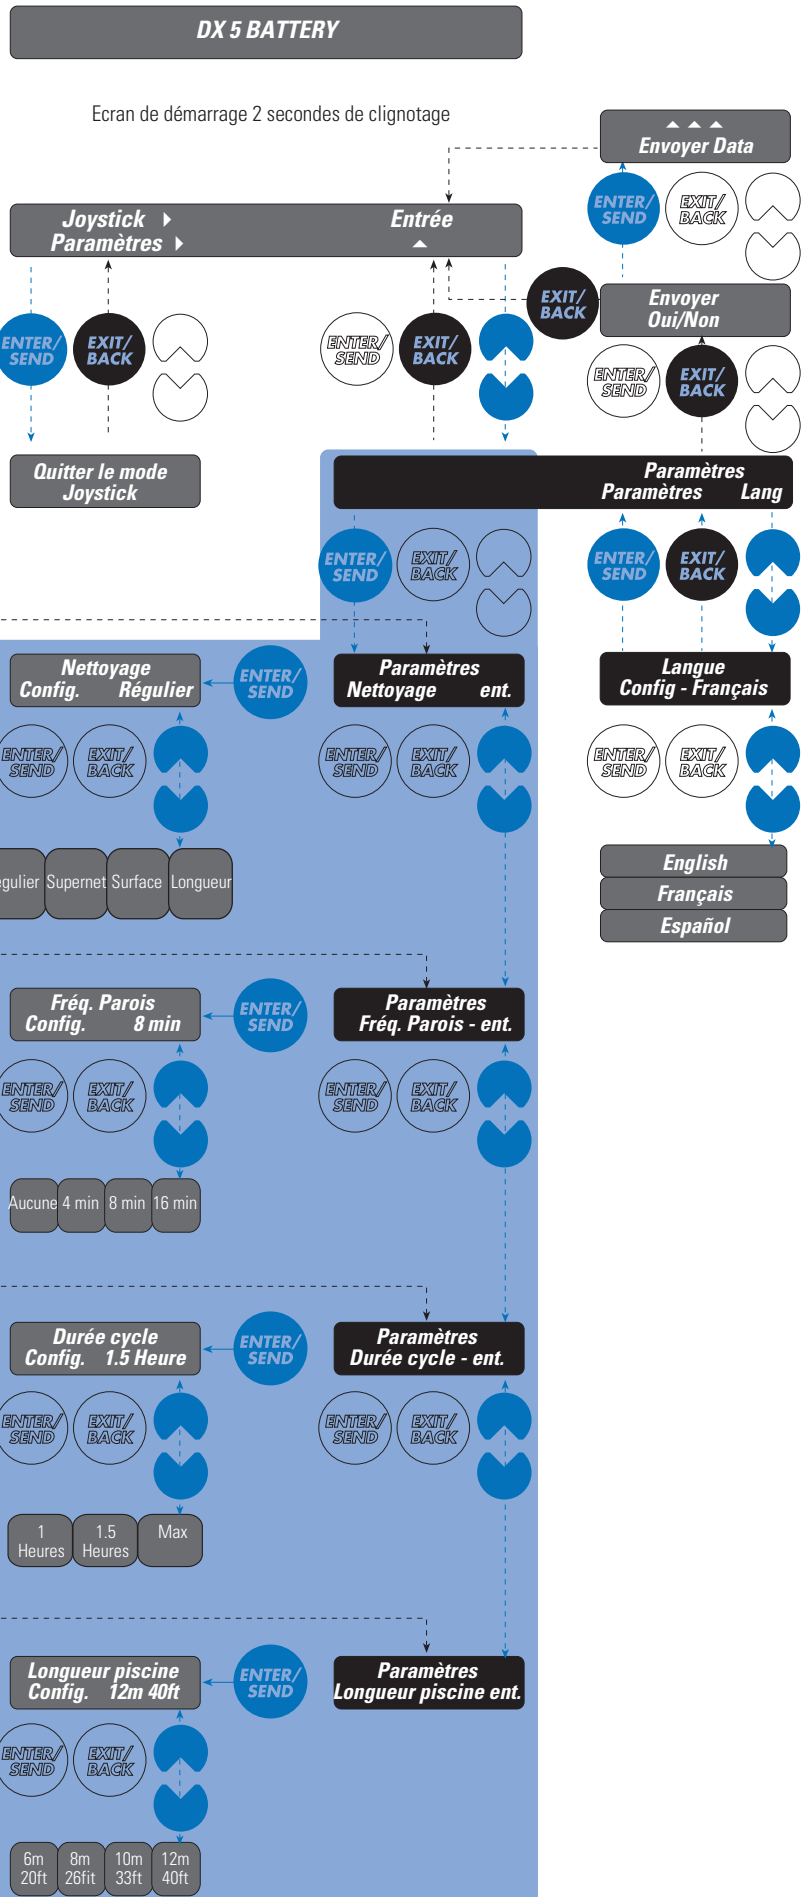 DX 5 BATTERY
Ecran de démarrage 2 secondes de clignotage
Envoyer Data
ENTER/
SEND
EXIT/
BACK
Joystick
Paramètres
Entrée
EXIT/
BACK
Envoyer
Oui/Non
ENTER/
SEND
EXIT/
BACK
ENTER/
SEND
EXIT/
BACK
ENTER/
SEND
EXIT/
BACK
Quitter le mode
Joystick
Paramètres
Paramètres Lang
ENTER/
SEND
EXIT/
BACK
ENTER/
SEND
EXIT/
BACK
Nettoyage
Config. Régulier
ENTER/
SEND
Paramètres
Nettoyage ent.
Langue
Config - Français
ENTER/
SEND
EXIT/
BACK
ENTER/
SEND
EXIT/
BACK
ENTER/
SEND
EXIT/
BACK
égulier Supernet Surface Longueur
English
Français
Español
Fréq. Parois
Config. 8 min
ENTER/
SEND
Paramètres
Fréq. Parois - ent.
ENTER/
SEND
EXIT/
BACK
ENTER/
SEND
EXIT/
BACK
Aucune 4 min 8 min 16 min
Durée cycle
Config. 1.5 Heure
ENTER/
SEND
Paramètres
Durée cycle - ent.
ENTER/
SEND
EXIT/
BACK
ENTER/
SEND
EXIT/
BACK
1
Heures
1.5
Heures
Max
Longueur piscine
Config. 12m 40ft
ENTER/
SEND
Paramètres
Longueur piscine ent.
ENTER/
SEND
EXIT/
BACK
6m
20ft
8m
26fit
10m
33ft
12m
40ft